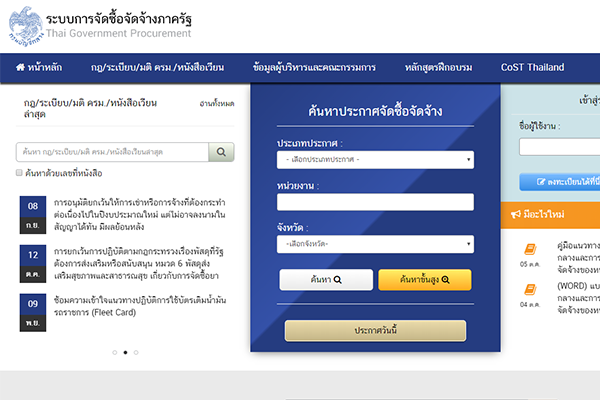 ระบบการจัดซื้อจัดจ้างภาครัฐ
Thai Government Procurement
หน้าหลัก กฎ/ระเบียบ/มติ ครม./หนังสือเวียน ข้อมูลผู้บริหารและคณะกรรมการ หลักสูตรฝึกอบรม CoST Thailand
กฎ/ระเบียบ/มติ ครม./หนังสือเวียน
ล่าสุด
อ่านทั้งหมด
ค้นหา กฎ/ระเบียบ/มติ ครม./หนังสือเวียนล่าสุด
ค้นหาด้วยเลขที่หนังสือ
08
ก.ย.
การอนุมัติยกเว้นให้การเช่าหรือการจ้างที่ต้องกระทำ
ต่อเนื่องไปในปีงบประมาณใหม่ แต่ไม่อาจลงนามใน
สัญญาได้ทัน มีผลย้อนหลัง
12
ต.ค.
การยกเว้นการปฏิบัติตามกฎกระทรวงเรื่องพัสดุที่รัฐ
ต้องการส่งเสริมหรือสนับสนุน หมวด 6 พัสดุส่ง
เสริมสุขภาพและสาธารณสุข เกี่ยวกับการจัดซื้อยา
09
พ.ย.
ซ้อมความเข้าใจแนวทางปฏิบัติการใช้บัตรเติมน้ำมัน
รถราชการ (Fleet Card)
ค้นหาประกาศจัดซื้อจัดจ้าง
ประเภทประกาศ :
- เลือกประเภทประกาศ -
หน่วยงาน :
จังหวัด :
-เลือกจังหวัด-
ค้นหา
ค้นหาขั้นสูง
ประกาศวันนี้
เข้าสู่ร
ชื่อผู้ใช้งาน :
ลงทะเบียนได้ที่นี่
มีอะไรใหม่
05 ต.ค.
คู่มือแนวทาง
กลางและการ
จัดจ้างของห
04 ต.ค.
(WORD) แบ
กลางและการ
จัดจ้างของห